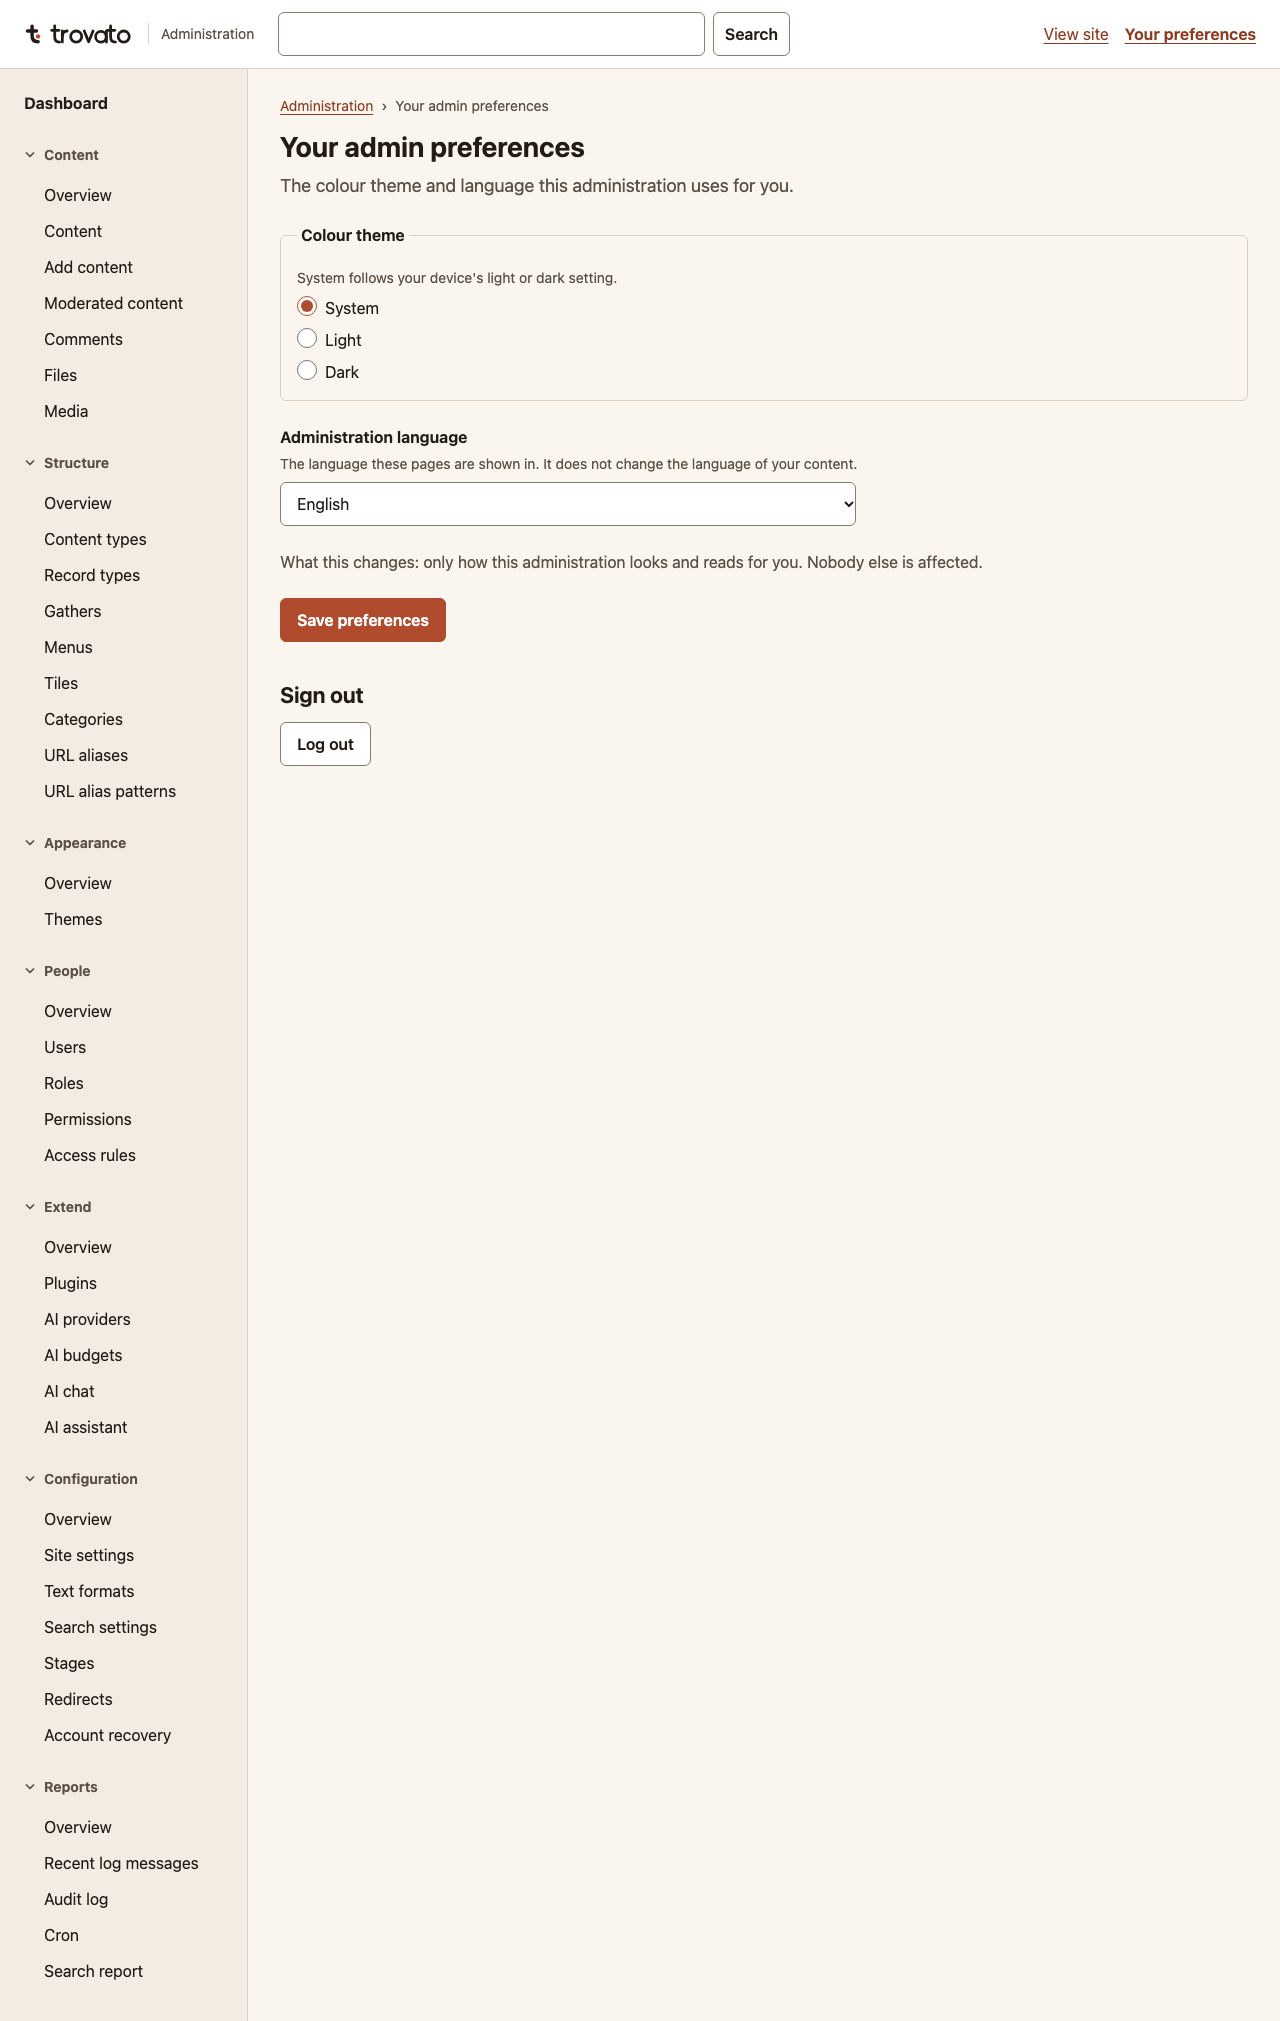 trovato
Administration
Search
View site
Your preferences
Dashboard
Content
Overview
Content
Add content
Moderated content
Comments
Files
Media
Structure
Overview
Content types
Record types
Gathers
Menus
Tiles
Categories
URL aliases
URL alias patterns
Appearance
Overview
Themes
People
Overview
Users
Roles
Permissions
Access rules
Extend
Overview
Plugins
AI providers
AI budgets
AI chat
AI assistant
Configuration
Overview
Site settings
Text formats
Search settings
Stages
Redirects
Account recovery
Reports
Overview
Recent log messages
Audit log
Cron
Search report
Administration › Your admin preferences
Your admin preferences
The colour theme and language this administration uses for you.
Colour theme
System follows your device's light or dark setting.
System
Light
Dark
Administration language
The language these pages are shown in. It does not change the language of your content.
English
What this changes: only how this administration looks and reads for you. Nobody else is affected.
Save preferences
Sign out
Log out